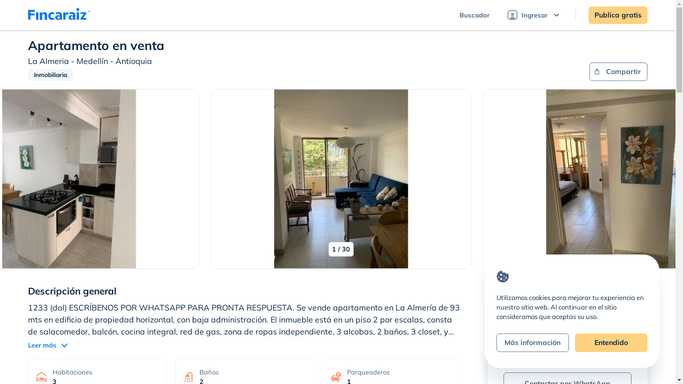 Fincaraiz
Buscador
Ingresar
Publica gratis
Apartamento en venta
La Almeria - Medellín - Antioquia
Inmobiliaria
Compartir
1 / 30
Descripción general
1233 (dal) ESCRÍBENOS POR WHATSAPP PARA PRONTA RESPUESTA. Se vende apartamento en La Almería de 93
mts en edificio de propiedad horizontal, con baja administración. El inmueble está en un piso 2 por escalas, consta
de salacomedor, balcón, cocina integral, red de gas, zona de ropas independiente, 3 alcobas, 2 baños, 3 closet, y...
Leer más
Habitaciones
3
Baños
2
Parqueaderos
1
Utilizamos cookies para mejorar tu experiencia en
nuestro sitio web. Al continuar en el sitio
consideramos que aceptas su uso.
Más información
Entendido
Contactar por WhatsApp